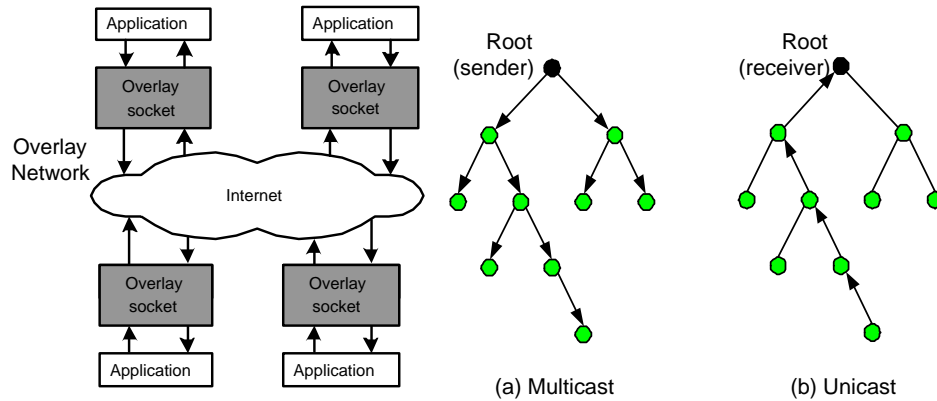 Application
Application
Overlay
socket
Overlay
socket
Overlay
Network
Internet
Overlay
socket
Overlay
socket
Application
Application
Root
(sender)
(a) Multicast
Root
(receiver)
(b) Unicast